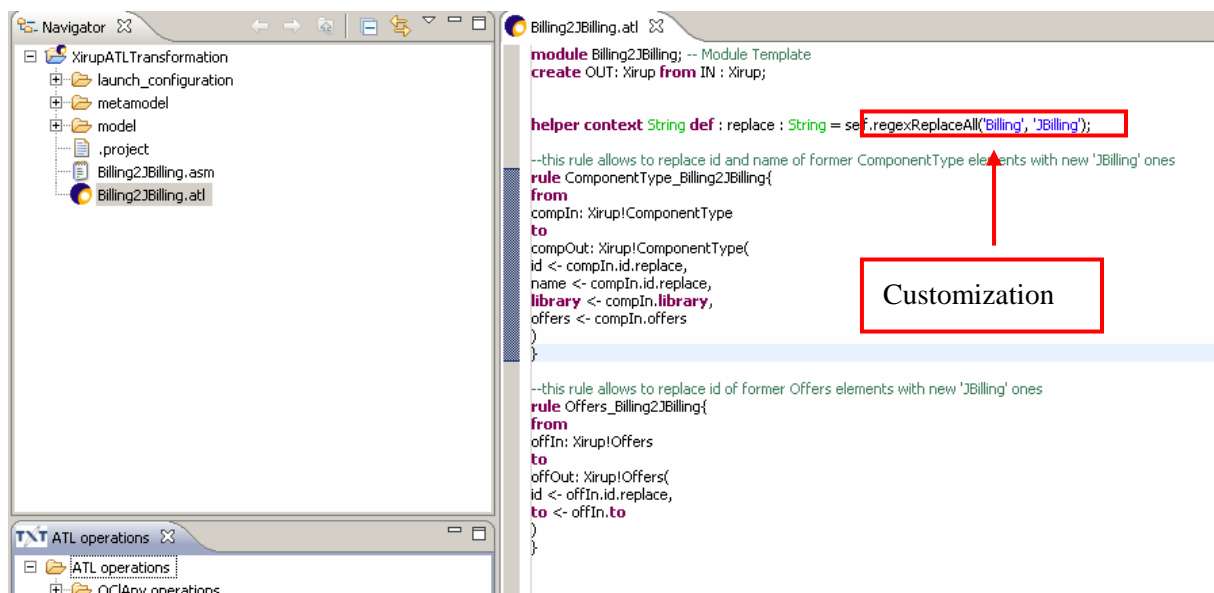 Navigator
XirupATLTransformation
launch_configuration
metamodel
model
.project
Billing2JBilling.asm
Billing2JBilling.atl
TXT ATL operations
ATL operations
OClAny operations
Billing2JBilling.atl
module Billing2JBilling; -- Module Template
create OUT: Xirup from IN : Xirup;
helper context String def : replace : String = self.regexReplaceAll('Billing', 'JBilling');
--this rule allows to replace id and name of former ComponentType elements with new 'JBilling' ones
rule ComponentType_Billing2JBilling{
from
compIn: Xirup!ComponentType
to
compOut: Xirup!ComponentType(
id <- compIn.id.replace,
name <- compIn.id.replace,
library <- compIn.library,
offers <- compIn.offers
)
}
--this rule allows to replace id of former Offers elements with new 'JBilling' ones
rule Offers_Billing2JBilling{
from
offIn: Xirup!Offers
to
offOut: Xirup!Offers(
id <- offIn.id.replace,
to <- offIn.to
)
}
Customization